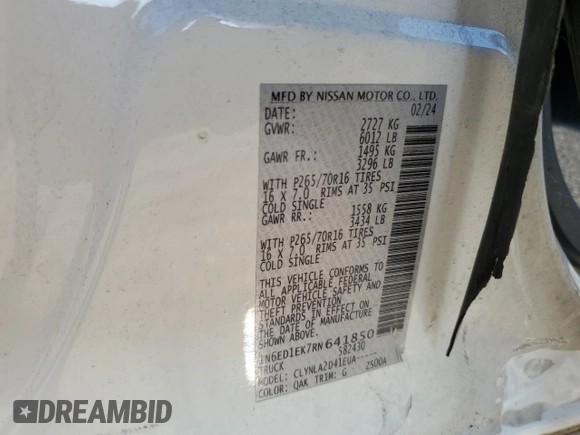 MFD BY NISSAN MOTOR CO., LTD.
DATE: 02/24
GVWR: 2727 KG
6012 LB
GAWR FR.: 1495 KG
3296 LB
WITH P265/70R16 TIRES
16 X 7.0 RIMS AT 35 PSI
COLD SINGLE
GAWR RR.: 1558 KG
3434 LB
WITH P265/70R16 TIRES
16 X 7.0 RIMS AT 35 PSI
COLD SINGLE
THIS VEHICLE CONFORMS TO
ALL APPLICABLE FEDERAL
MOTOR VEHICLE SAFETY AND
THEFT PREVENTION
STANDARDS IN EFFECT ON
THE DATE OF MANUFACTURE
SHOWN ABOVE.
1N6ED1EK7RN641850
TRUCK 582430
MODEL: CLYNLA2D41EUA-----
COLOR: QAK TRIM: G 2500A
DREAMBID